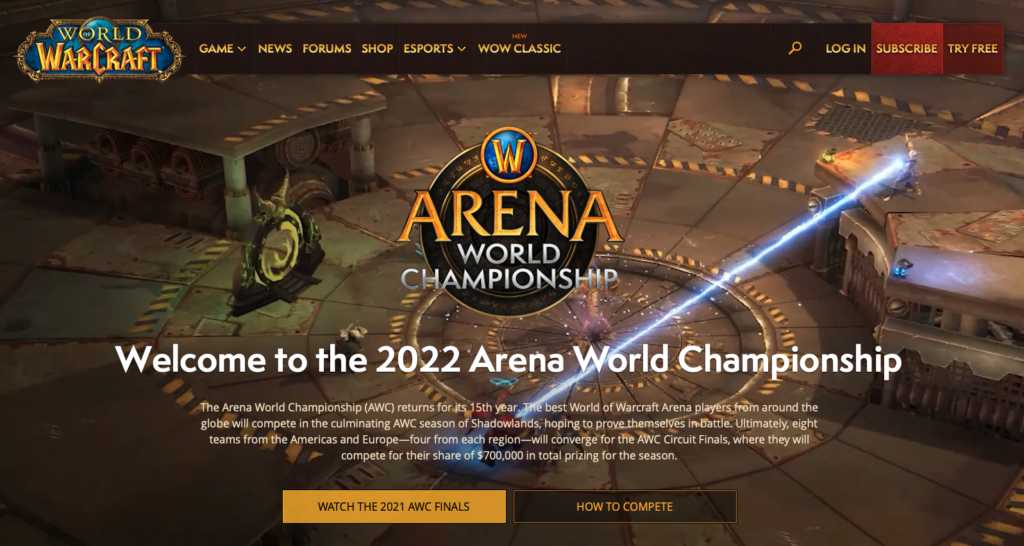 WORLD
OF
WARCRAFT
GAME
NEWS
FORUMS
SHOP
ESPORTS
NEW
WOW CLASSIC
LOG IN
SUBSCRIBE
TRY FREE
W
ARENA
WORLD
CHAMPIONSHIP
Welcome to the 2022 Arena World Championship
The Arena World Championship (AWC) returns for its 15th year. The best World of Warcraft Arena players from around the
globe will compete in the culminating AWC season of Shadowlands, hoping to prove themselves in battle. Ultimately, eight
teams from the Americas and Europe—four from each region—will converge for the AWC Circuit Finals, where they will
compete for their share of $700,000 in total prizing for the season.
WATCH THE 2021 AWC FINALS
HOW TO COMPETE